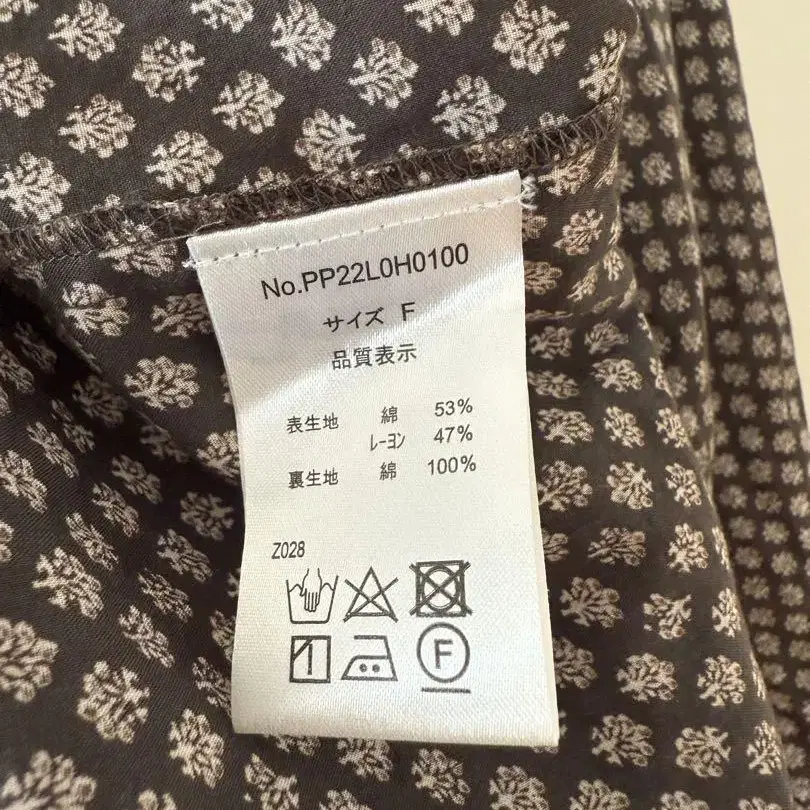 No.PP22L0H0100
サイズ F
品質表示
表生地 綿 53%
レーヨン 47%
裏生地 綿 100%
Z028
F